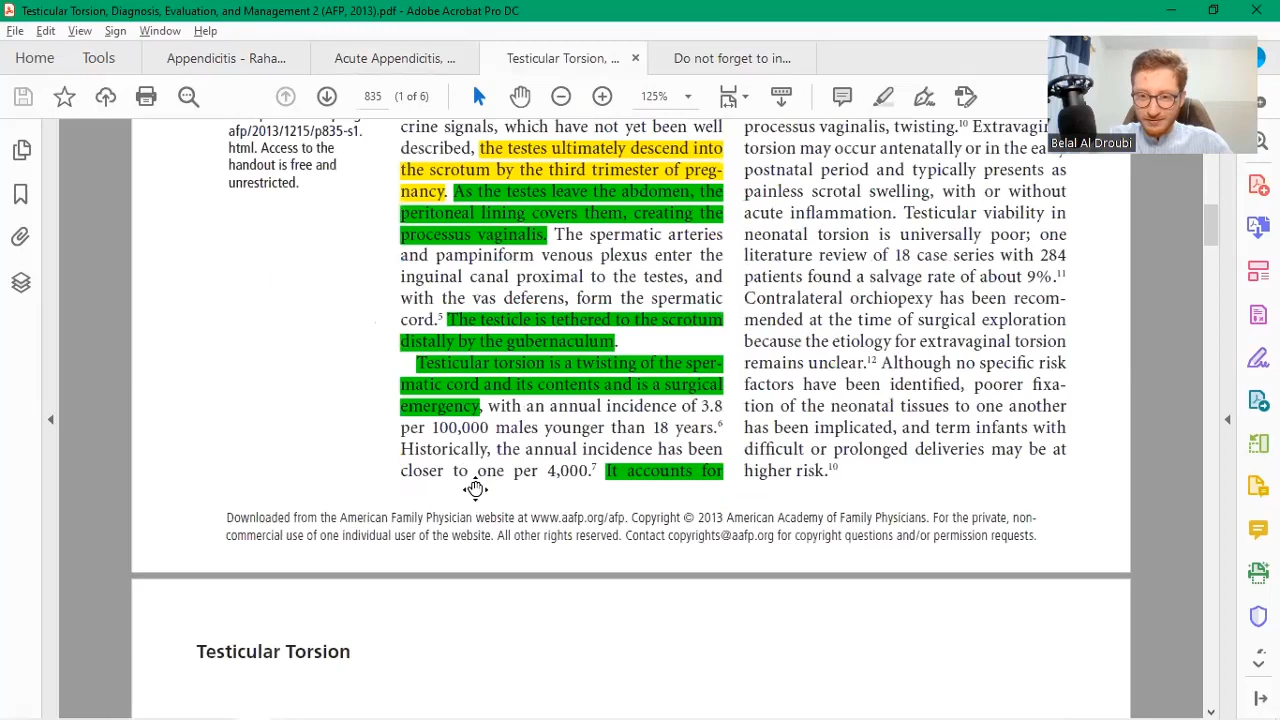 Testicular Torsion, Diagnosis, Evaluation, and Management 2 (AFP, 2013).pdf - Adobe Acrobat Pro DC
File Edit View Sign Window Help
Home Tools Appendicitis - Raha... Acute Appendicitis, ... Testicular Torsion, ... Do not forget to in...
835 (1 of 6) 125%
Belal Al Droubi
afp/2013/1215/p835-s1.
html. Access to the
handout is free and
unrestricted.
crine signals, which have not yet been well
described, the testes ultimately descend into
the scrotum by the third trimester of preg-
nancy. As the testes leave the abdomen, the
peritoneal lining covers them, creating the
processus vaginalis. The spermatic arteries
and pampiniform venous plexus enter the
inguinal canal proximal to the testes, and
with the vas deferens, form the spermatic
cord.5 The testicle is tethered to the scrotum
distally by the gubernaculum.
Testicular torsion is a twisting of the sper-
matic cord and its contents and is a surgical
emergency, with an annual incidence of 3.8
per 100,000 males younger than 18 years.6
Historically, the annual incidence has been
closer to one per 4,000.7 It accounts for
processus vaginalis, twisting.10 Extravagin
torsion may occur antenatally or in the ea
postnatal period and typically presents as
painless scrotal swelling, with or without
acute inflammation. Testicular viability in
neonatal torsion is universally poor; one
literature review of 18 case series with 284
patients found a salvage rate of about 9%.11
Contralateral orchiopexy has been recom-
mended at the time of surgical exploration
because the etiology for extravaginal torsion
remains unclear.12 Although no specific risk
factors have been identified, poorer fixa-
tion of the neonatal tissues to one another
has been implicated, and term infants with
difficult or prolonged deliveries may be at
higher risk.10
Downloaded from the American Family Physician website at www.aafp.org/afp. Copyright © 2013 American Academy of Family Physicians. For the private, non-
commercial use of one individual user of the website. All other rights reserved. Contact copyrights@aafp.org for copyright questions and/or permission requests.
Testicular Torsion